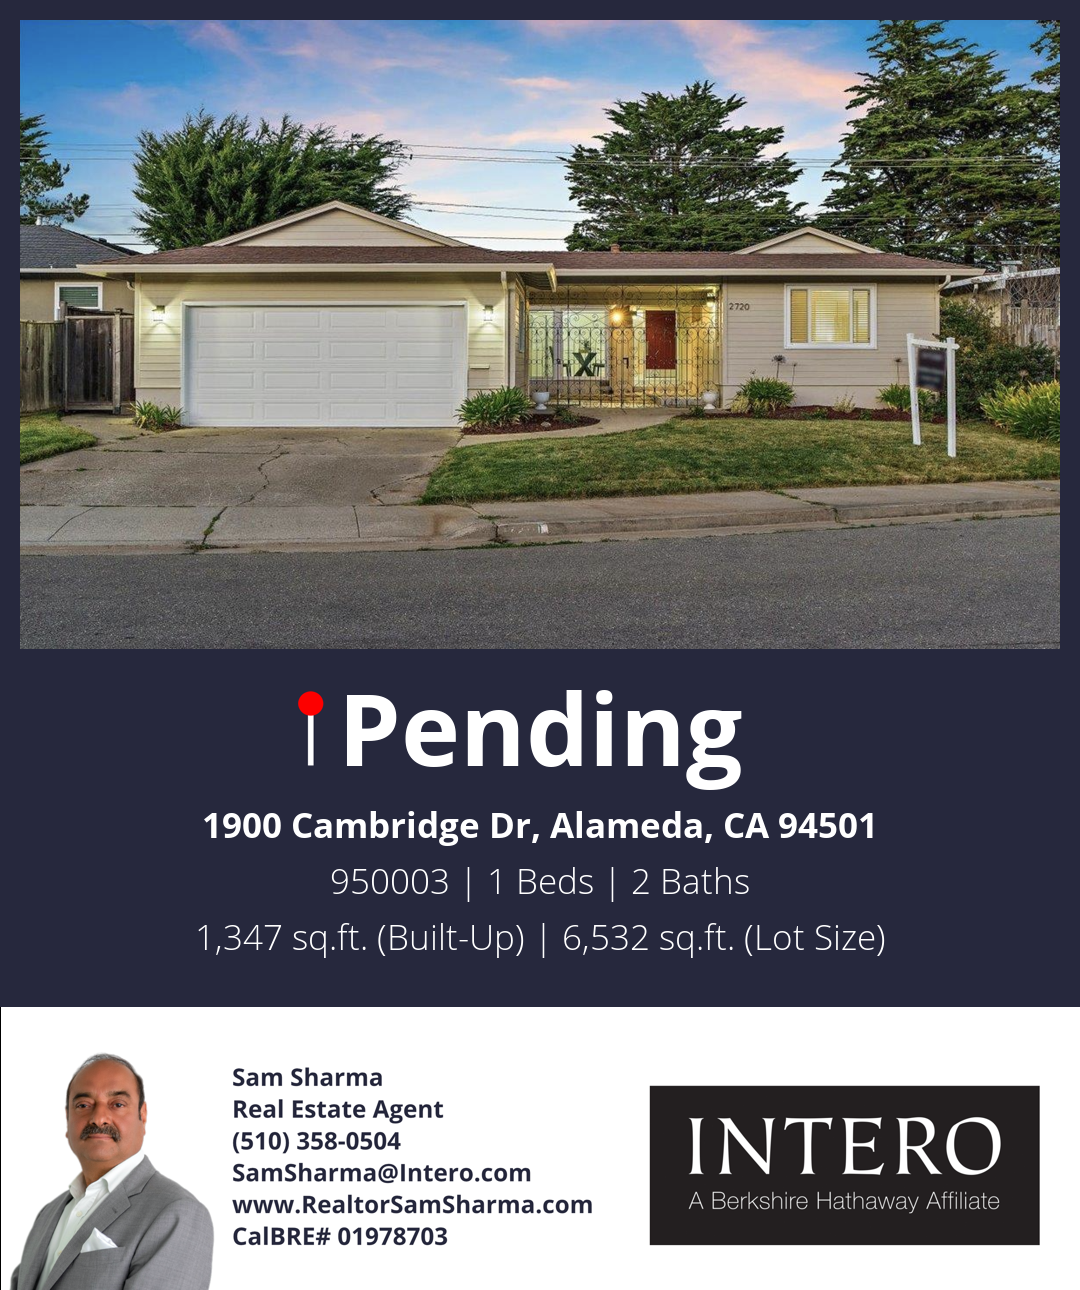 2720
Pending
1900 Cambridge Dr, Alameda, CA 94501
950003 | 1 Beds | 2 Baths
1,347 sq.ft. (Built-Up) | 6,532 sq.ft. (Lot Size)
Sam Sharma
Real Estate Agent
(510) 358-0504
SamSharma@Intero.com
www.RealtorSamSharma.com
CalBRE# 01978703
INTERO
A Berkshire Hathaway Affiliate